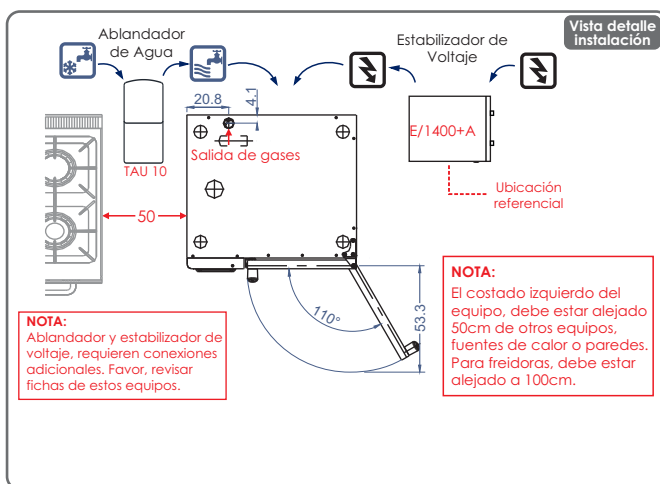 Vista detalle
instalación
Ablandador
de Agua
Estabilizador de
Voltaje
20.8
4.1
E/1400+A
Salida de gases
TAU 10
Ubicación
referencial
50
110°
53.3
NOTA:
El costado izquierdo del
equipo, debe estar alejado
50cm de otros equipos,
fuentes de calor o paredes.
Para freidoras, debe estar
alejado a 100cm.
NOTA:
Ablandador y estabilizador de
voltaje, requieren conexiones
adicionales. Favor, revisar
fichas de estos equipos.